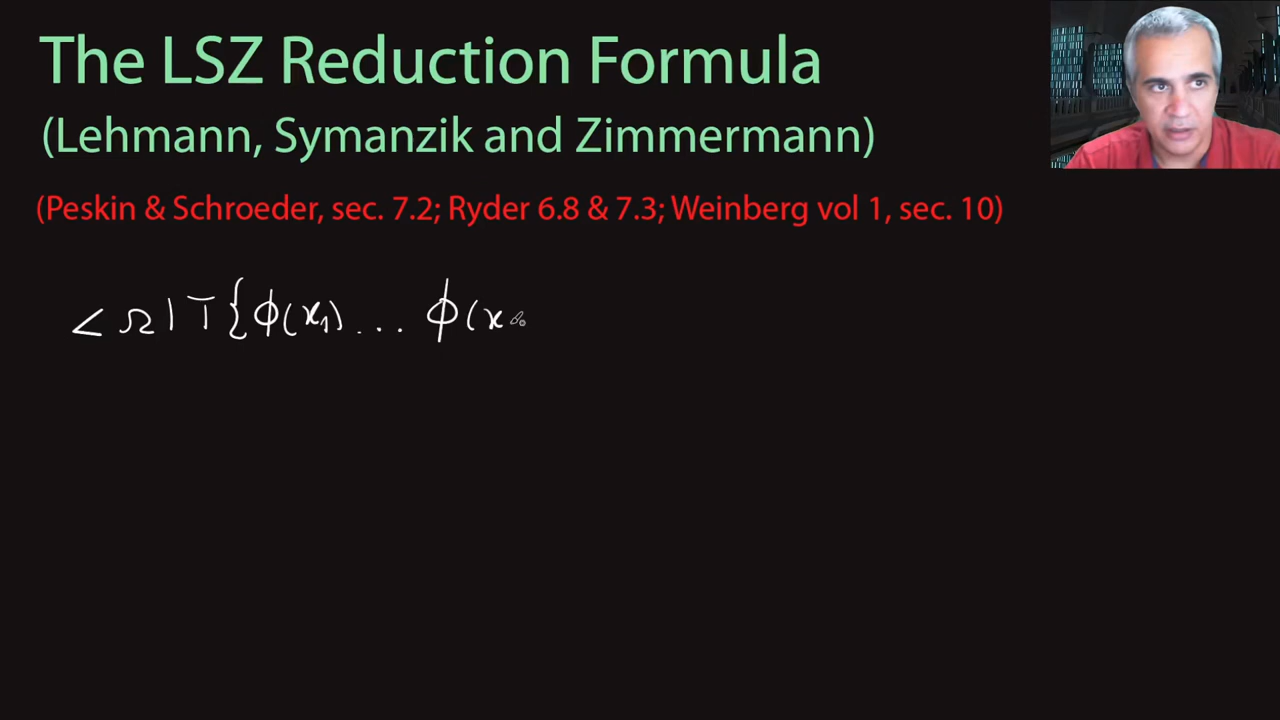 The LSZ Reduction Formula
(Lehmann, Symanzik and Zimmermann)
(Peskin & Schroeder, sec. 7.2; Ryder 6.8 & 7.3; Weinberg vol 1, sec. 10)
< Ω | T { ϕ(x₁) ... ϕ(x